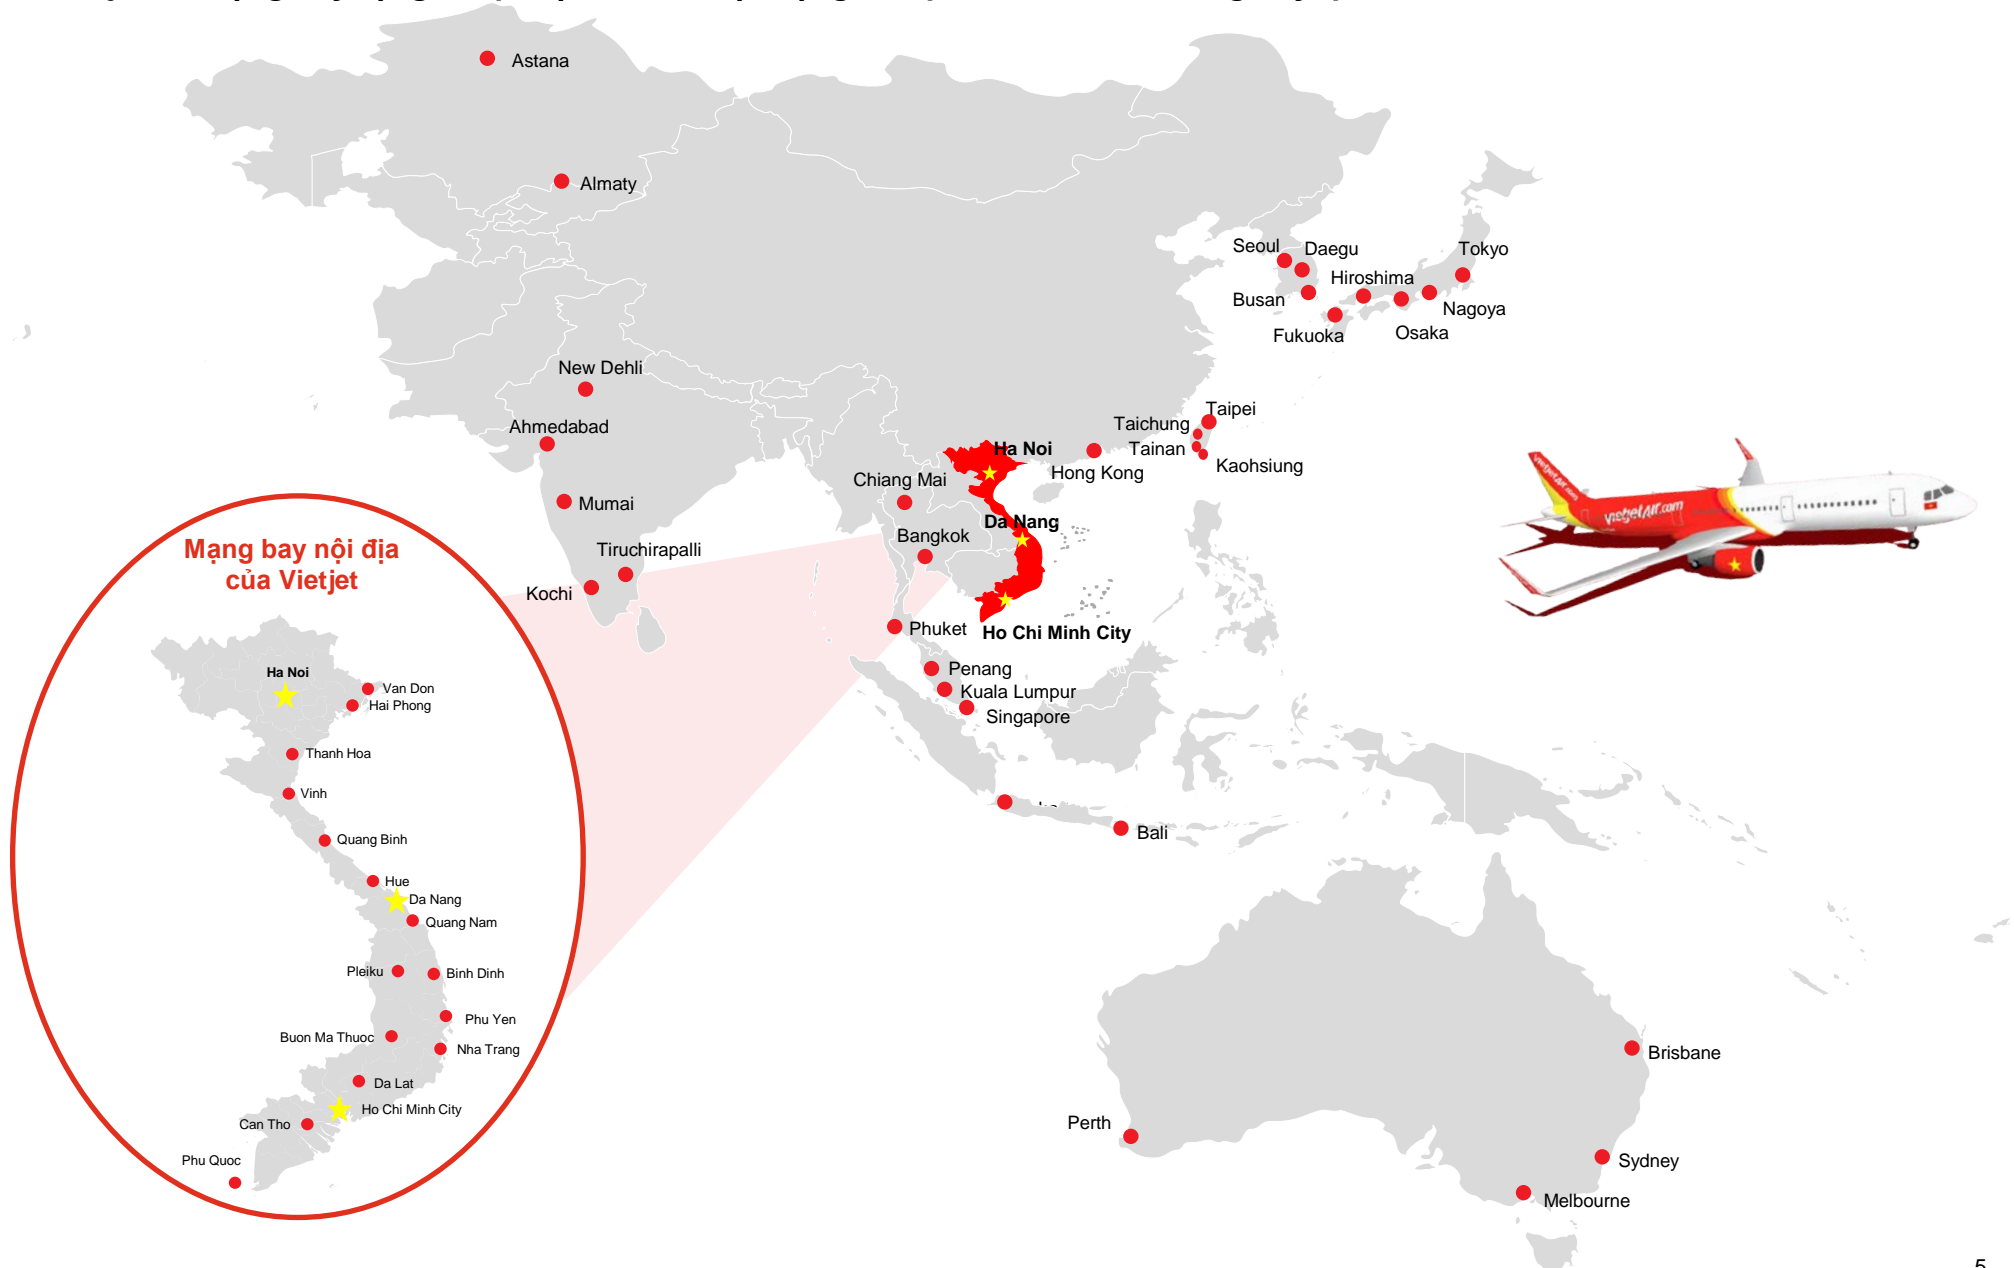 Astana
Almaty
Seoul
Daegu
Tokyo
Hiroshima
Busan
Nagoya
Fukuoka
Osaka
New Dehli
Ahmedabad
Taipei
Taichung
Tainan
Kaohsiung
Ha Noi
Hong Kong
Chiang Mai
Mumai
Da Nang
Bangkok
Tiruchirapalli
Kochi
Phuket
Ho Chi Minh City
Penang
Kuala Lumpur
Singapore
Bali
Brisbane
Perth
Sydney
Melbourne
vietjetAir.com
vietjetAir.com
Mạng bay nội địa
của Vietjet
Ha Noi
Van Don
Hai Phong
Thanh Hoa
Vinh
Quang Binh
Hue
Da Nang
Quang Nam
Pleiku
Binh Dinh
Phu Yen
Buon Ma Thuoc
Nha Trang
Da Lat
Ho Chi Minh City
Can Tho
Phu Quoc
5